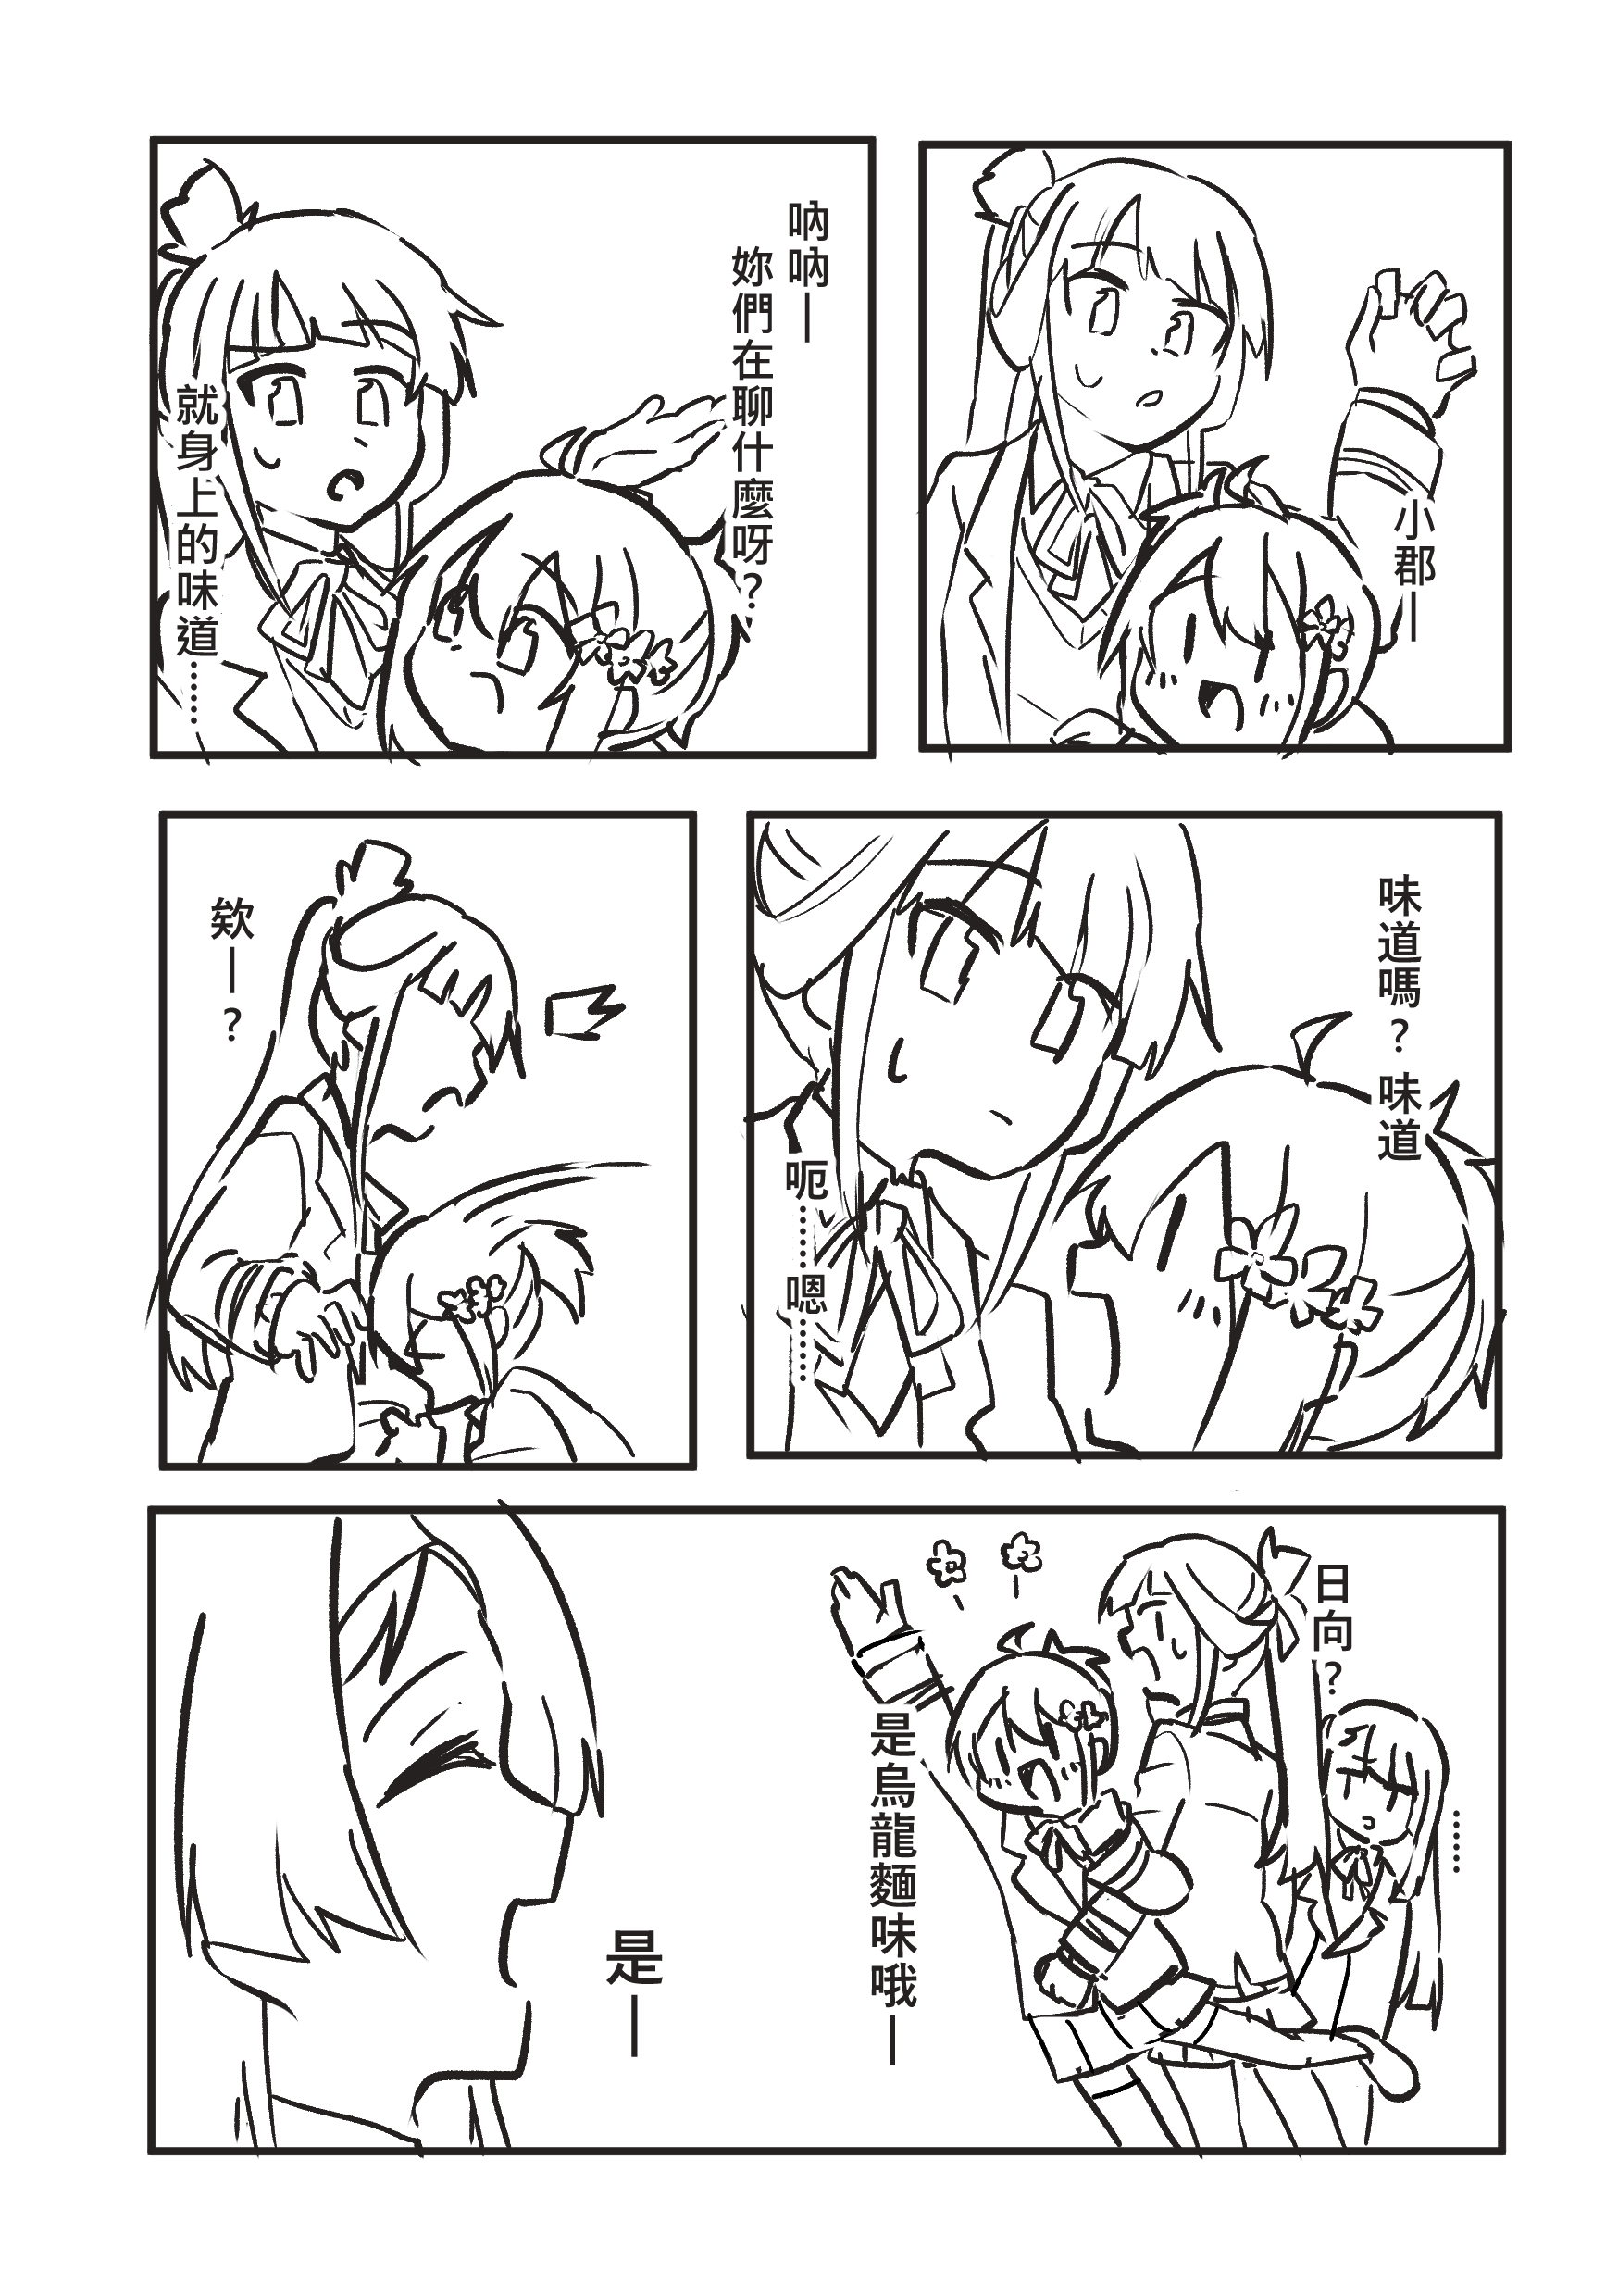 小郡—
吶吶—
妳們在聊什麼呀?
就身上的味道……
味道嗎? 味道
呃……嗯………
欸—?
日向?
……
是烏龍麵味哦—
是—